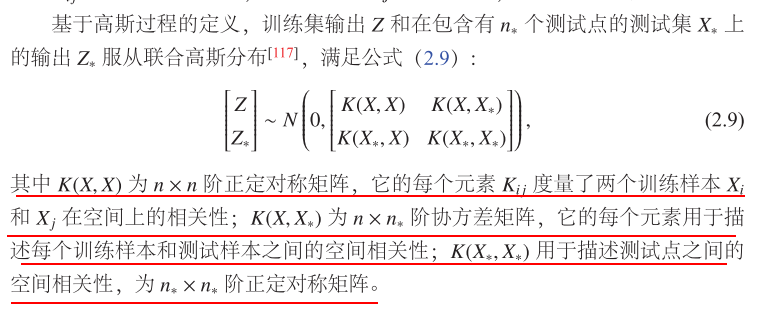 基于高斯过程的定义，训练集输出 Z 和在包含有 n* 个测试点的测试集 X* 上
的输出 Z* 服从联合高斯分布[117]，满足公式（2.9）：
[Z Z*] ~ N (0, [K(X, X) K(X, X*) K(X*, X) K(X*, X*)]), (2.9)
其中 K(X, X) 为 n × n 阶正定对称矩阵，它的每个元素 Kij 度量了两个训练样本 Xi
和 Xj 在空间上的相关性；K(X, X*) 为 n × n* 阶协方差矩阵，它的每个元素用于描
述每个训练样本和测试样本之间的空间相关性；K(X*, X*) 用于描述测试点之间的
空间相关性，为 n* × n* 阶正定对称矩阵。